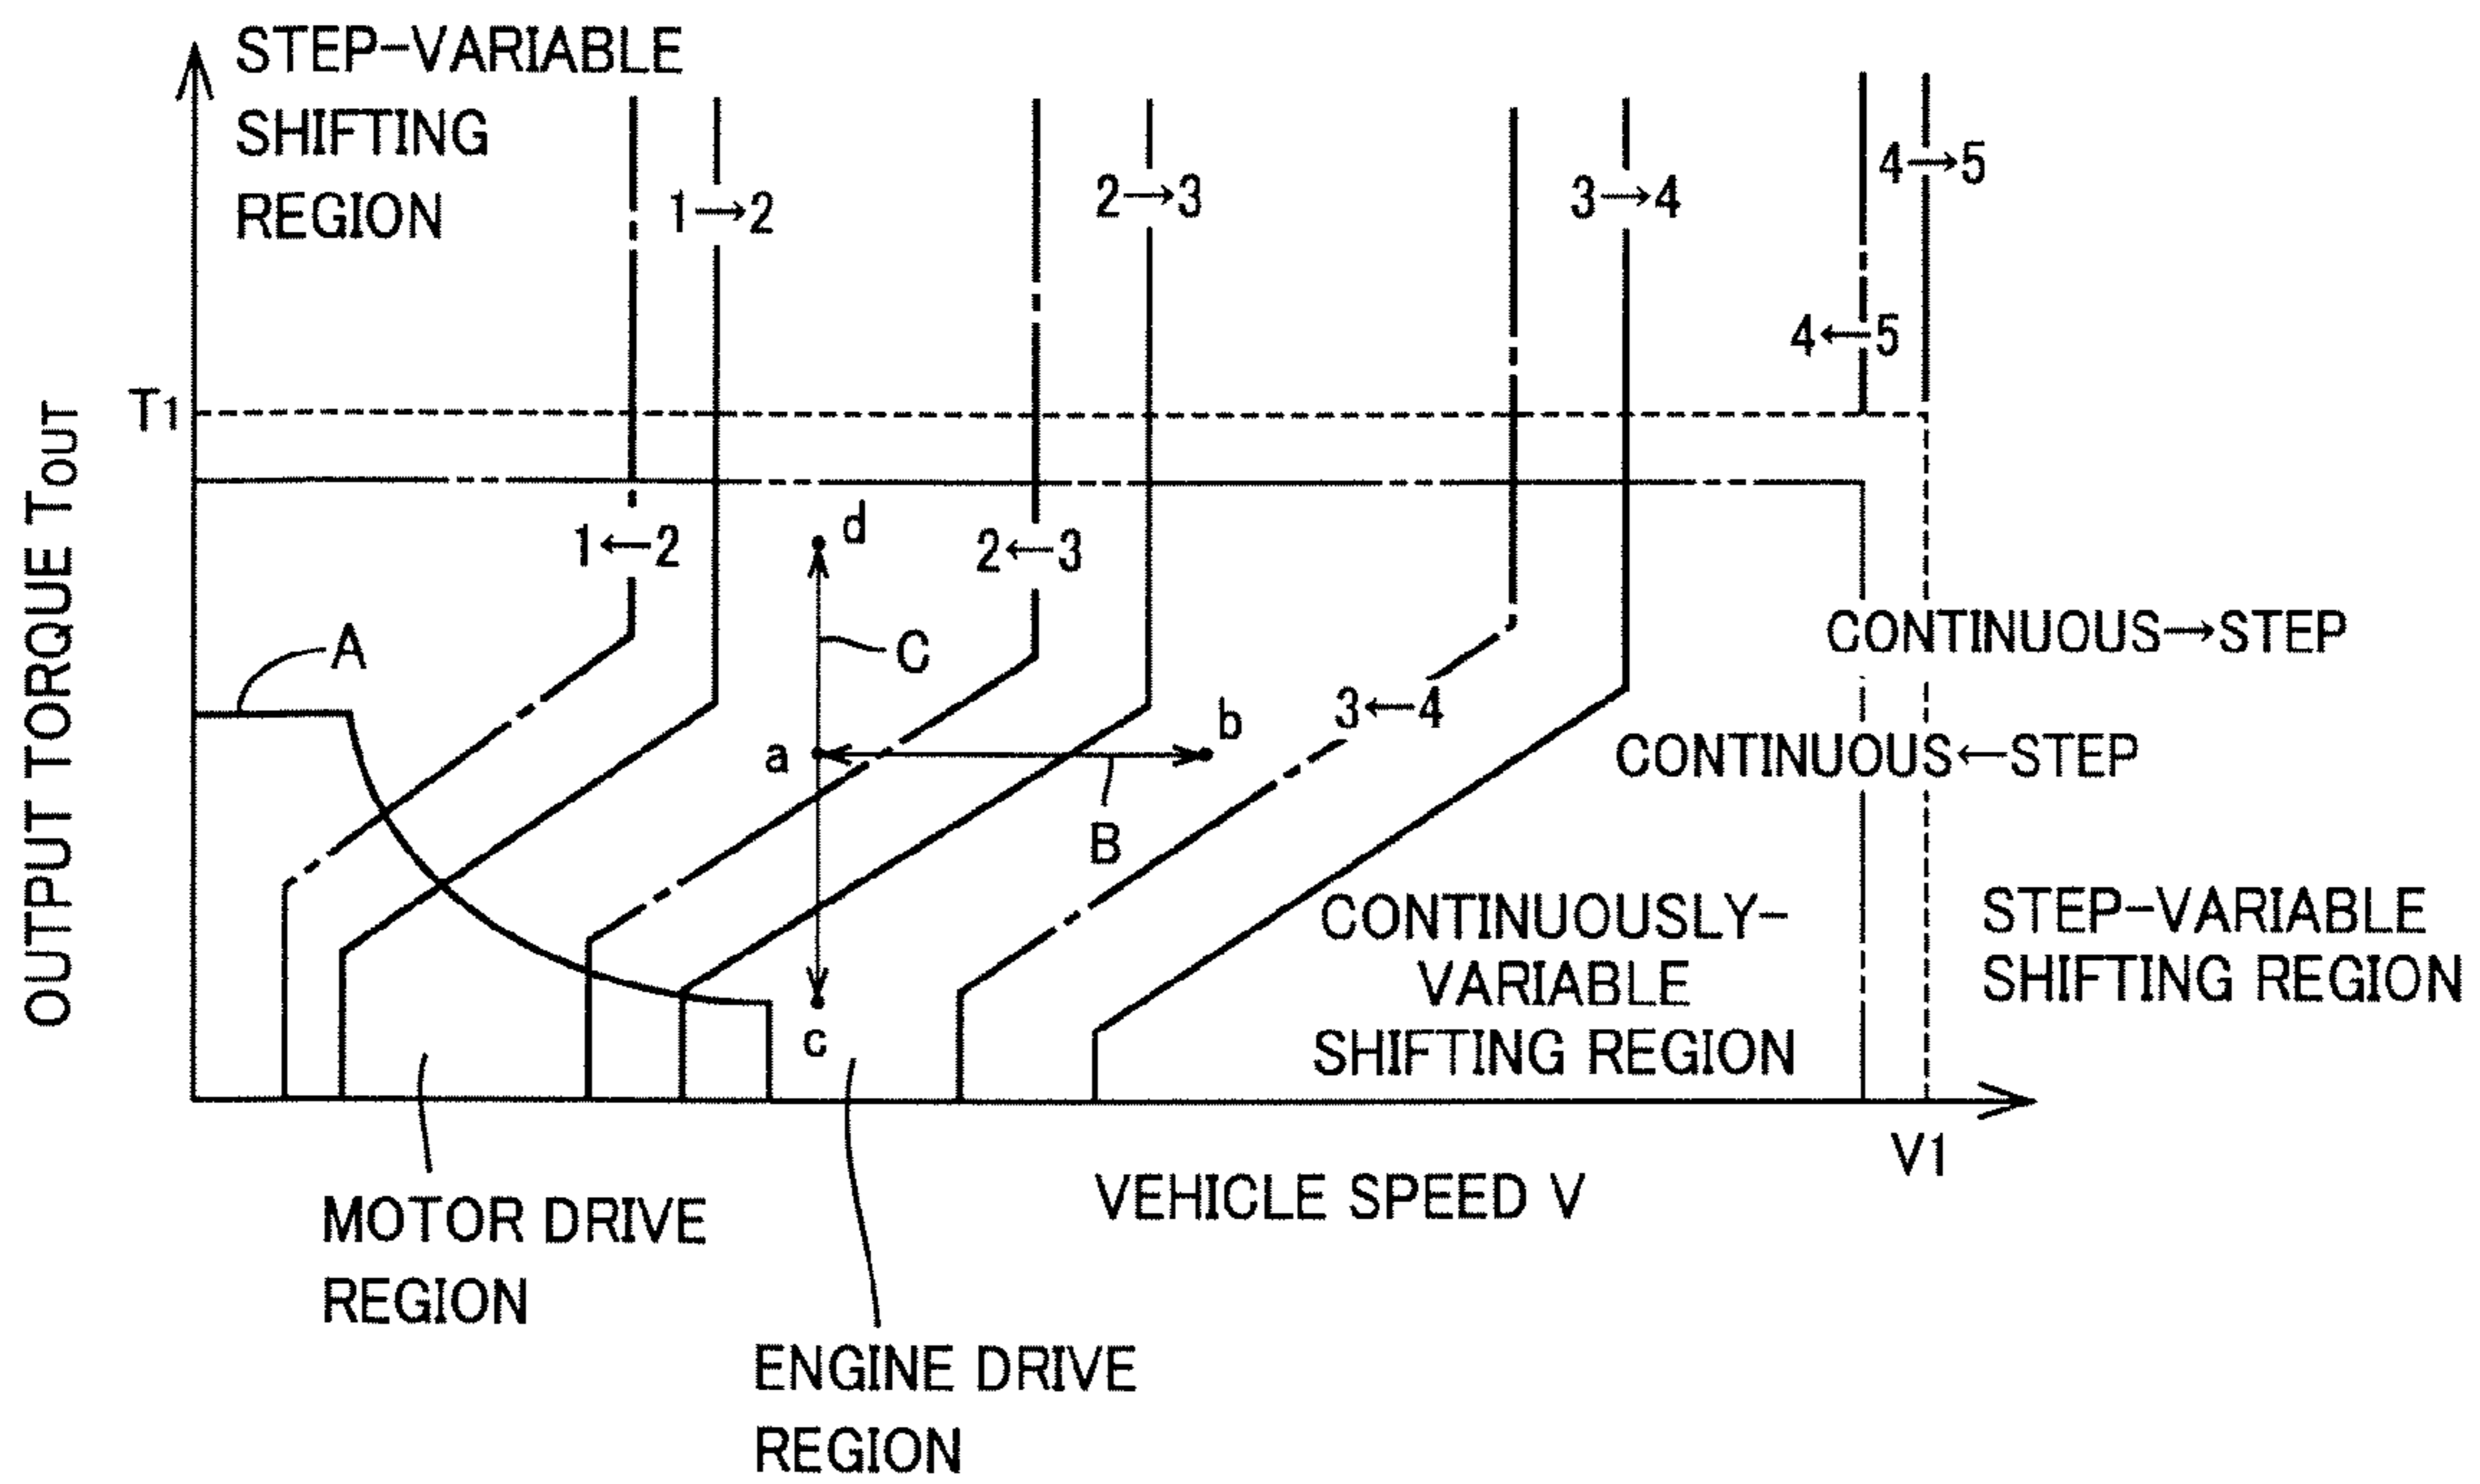 STEP-VARIABLE
SHIFTING
REGION
1→2
2→3
3→4
4→5
4←5
T1
OUTPUT TORQUE TOUT
1←2
d
2←3
A
C
CONTINUOUS→STEP
3←4
b
a
CONTINUOUS←STEP
B
CONTINUOUSLY-
VARIABLE
SHIFTING REGION
STEP-VARIABLE
SHIFTING REGION
c
V1
VEHICLE SPEED V
MOTOR DRIVE
REGION
ENGINE DRIVE
REGION